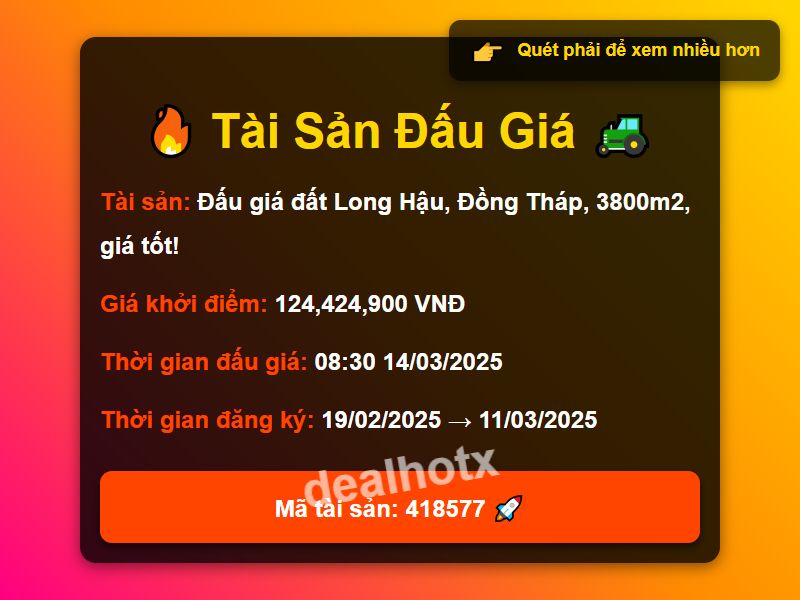 Quét phải để xem nhiều hơn
Tài Sản Đấu Giá
Tài sản: Đấu giá đất Long Hậu, Đồng Tháp, 3800m2,
giá tốt!
Giá khởi điểm: 124,424,900 VNĐ
Thời gian đấu giá: 08:30 14/03/2025
Thời gian đăng ký: 19/02/2025 → 11/03/2025
dealhotx
Mã tài sản: 418577